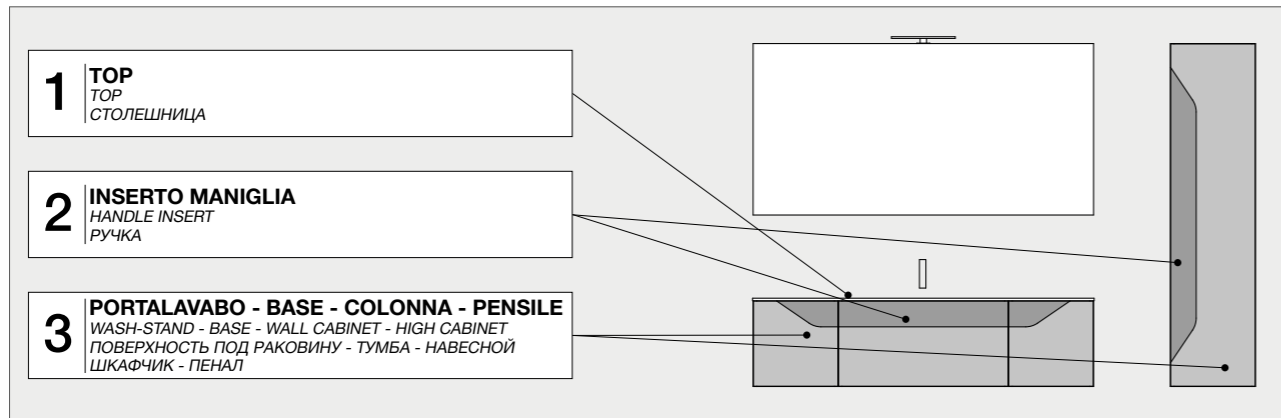 1
TOP
TOP
СТОЛЕШНИЦА
2
INSERTO MANIGLIA
HANDLE INSERT
РУЧКА
3
PORTALAVABO - BASE - COLONNA - PENSILE
WASH-STAND - BASE - WALL CABINET - HIGH CABINET
ПОВЕРХНОСТЬ ПОД РАКОВИНУ - ТУМБА - НАВЕСНОЙ
ШКАФЧИК - ПЕНАЛ